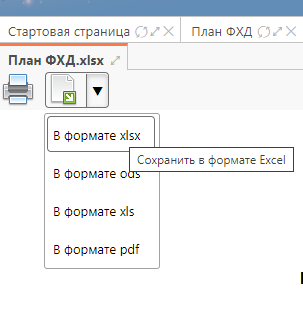 Стартовая страница
План ФХД
План ФХД.xlsx
В формате xlsx
Сохранить в формате Excel
В формате ods
В формате xls
В формате pdf